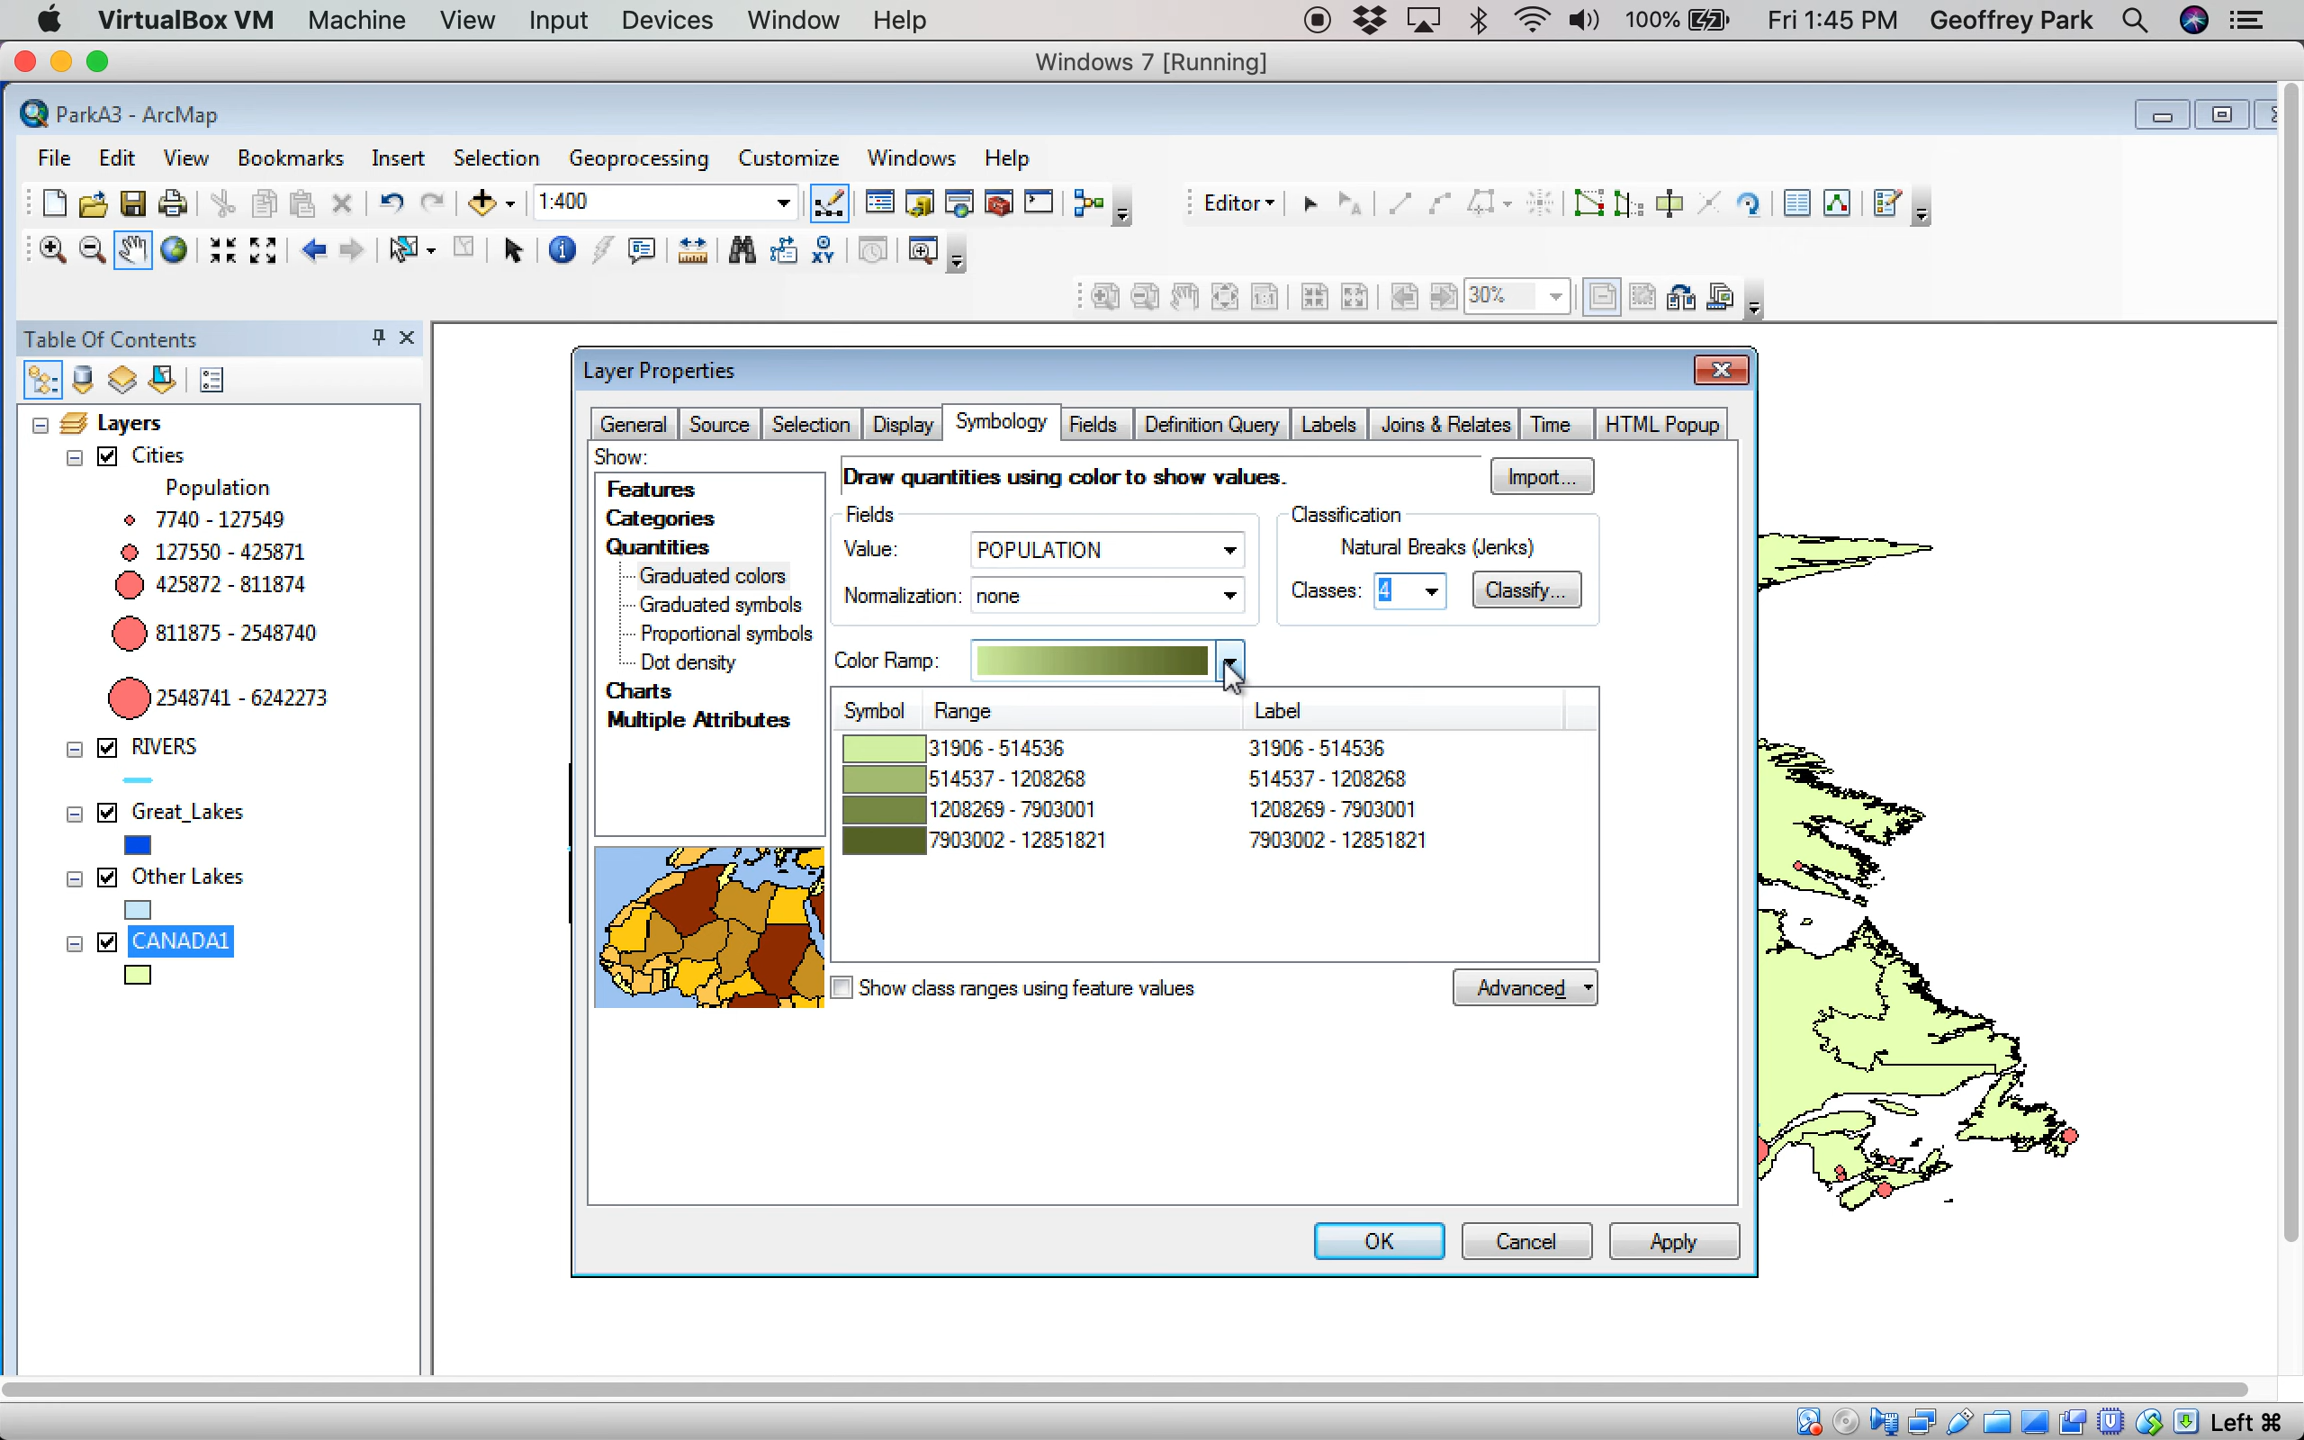 VirtualBox VM Machine View Input Devices Window Help 100% Fri 1:45 PM Geoffrey Park
Windows 7 [Running]
ParkA3 - ArcMap
File Edit View Bookmarks Insert Selection Geoprocessing Customize Windows Help
1:400 Editor
XY
1:1 30%
Table Of Contents
Layers
Cities
Population
7740 - 127549
127550 - 425871
425872 - 811874
811875 - 2548740
2548741 - 6242273
RIVERS
Great_Lakes
Other Lakes
CANADA1
Layer Properties
General Source Selection Display Symbology Fields Definition Query Labels Joins & Relates Time HTML Popup
Show:
Features
Categories
Quantities
Graduated colors
Graduated symbols
Proportional symbols
Dot density
Charts
Multiple Attributes
Draw quantities using color to show values. Import...
Fields
Value: POPULATION
Normalization: none
Classification
Natural Breaks (Jenks)
Classes: 4 Classify...
Color Ramp:
Symbol Range Label
31906 - 514536 31906 - 514536
514537 - 1208268 514537 - 1208268
1208269 - 7903001 1208269 - 7903001
7903002 - 12851821 7903002 - 12851821
Show class ranges using feature values Advanced
OK Cancel Apply
Left ⌘